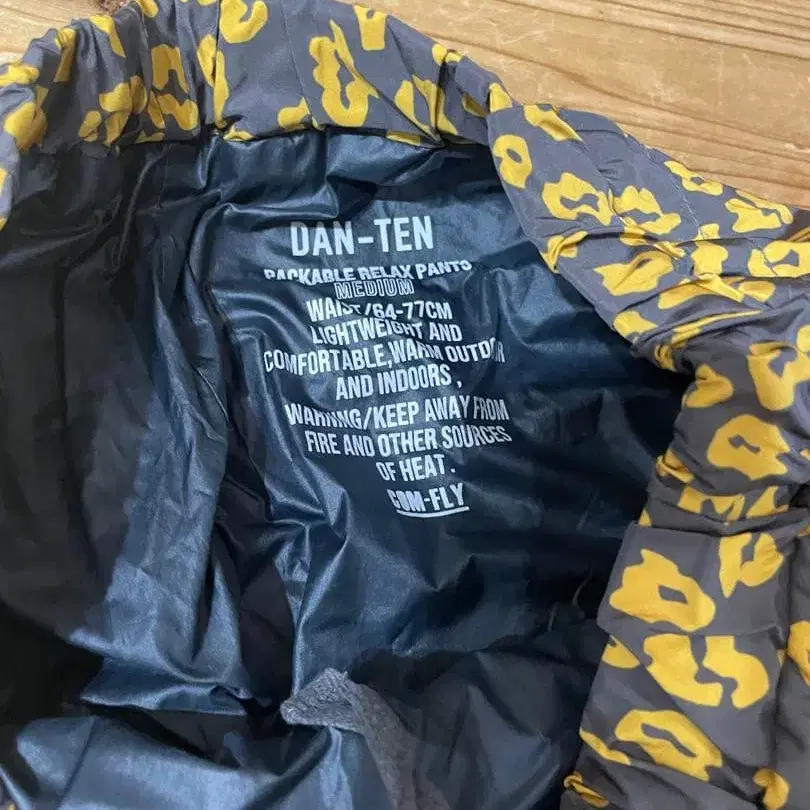 DAN-TEN
PACKABLE RELAX PANTS
MEDIUM
WAIST/64-77CM
LIGHTWEIGHT AND
COMFORTABLE,WARM OUTDOOR
AND INDOORS,
WARNING/KEEP AWAY FROM
FIRE AND OTHER SOURCES
OF HEAT.
COM-FLY